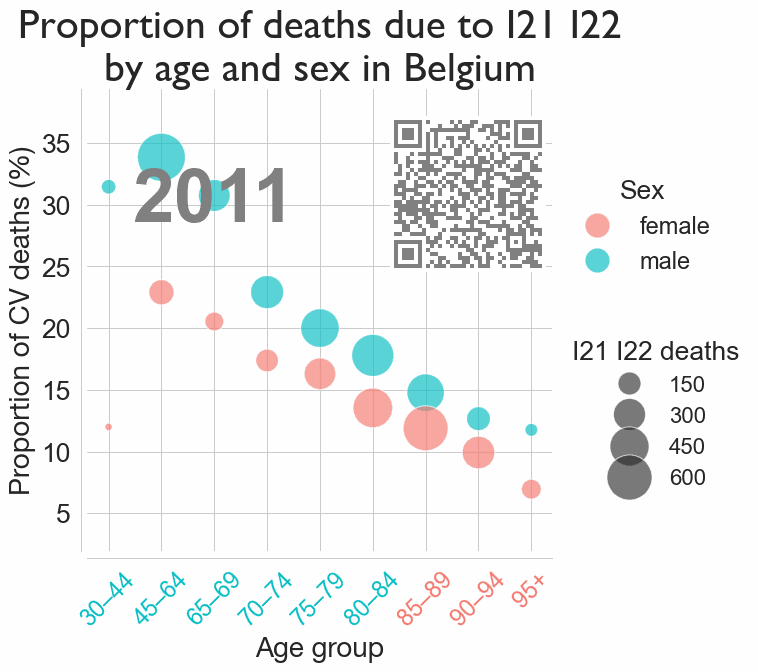 Proportion of deaths due to I21 I22
by age and sex in Belgium
Proportion of CV deaths (%)
35
30
25
20
15
10
5
2011
Sex
female
male
I21 I22 deaths
150
300
450
600
30–44
45–64
65–69
70–74
75–79
80–84
85–89
90–94
95+
Age group